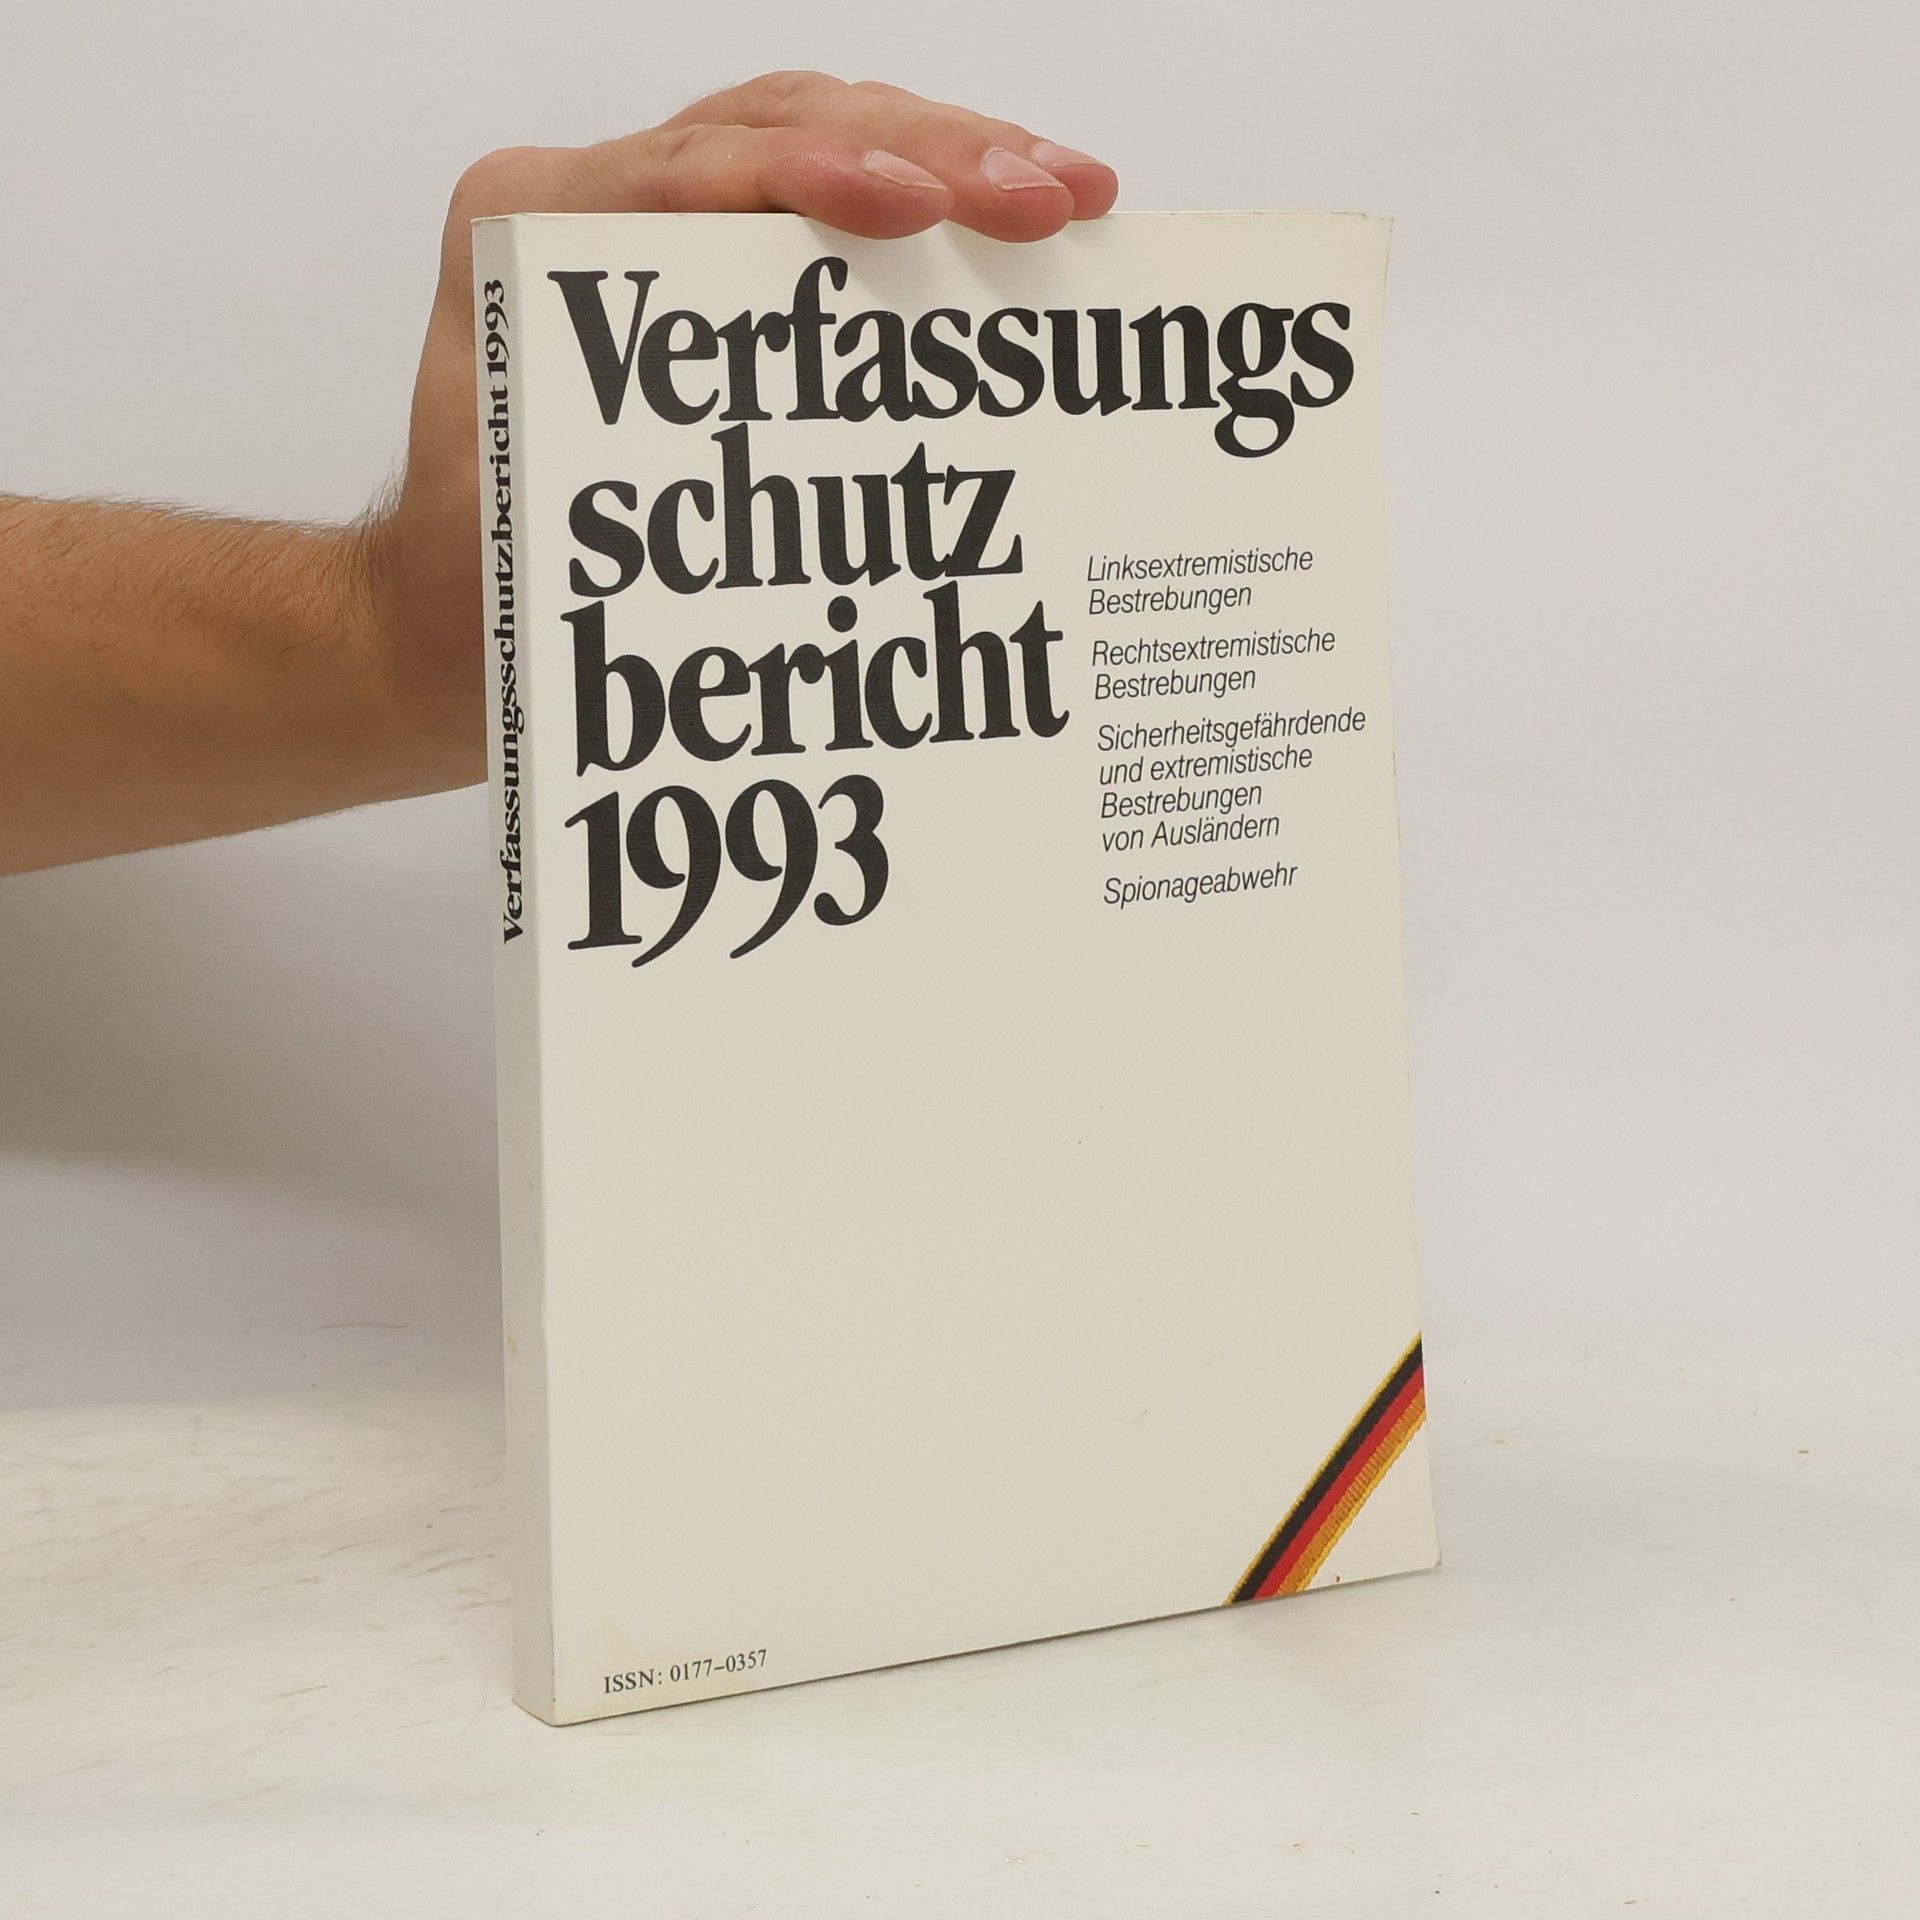 Verfassungsschutzbericht 1993
Verfassungs
schutz
bericht
1993
Linksextremistische
Bestrebungen
Rechtsextremistische
Bestrebungen
Sicherheitsgefährdende
und extremistische
Bestrebungen
von Ausländern
Spionageabwehr
ISSN: 0177–0357